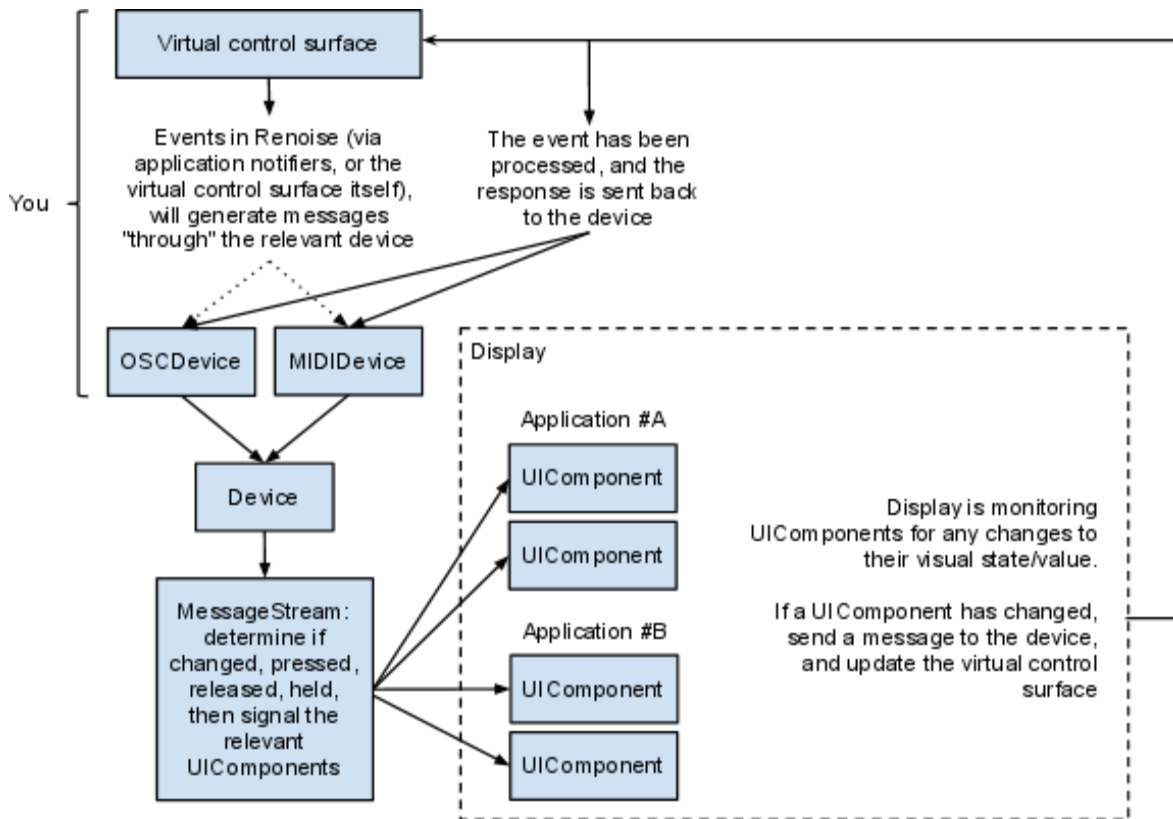 Virtual control surface
Events in Renoise (via
application notifiers, or the
virtual control surface itself),
will generate messages
"through" the relevant device
The event has been
processed, and the
response is sent back
to the device
You
OSCDevice
MIDIDevice
Display
Device
Application #A
UIComponent
UIComponent
Display is monitoring
UIComponents for any changes to
their visual state/value.
If a UIComponent has changed,
send a message to the device,
and update the virtual control
surface
MessageStream:
determine if
changed, pressed,
released, held,
then signal the
relevant
UIComponents
Application #B
UIComponent
UIComponent